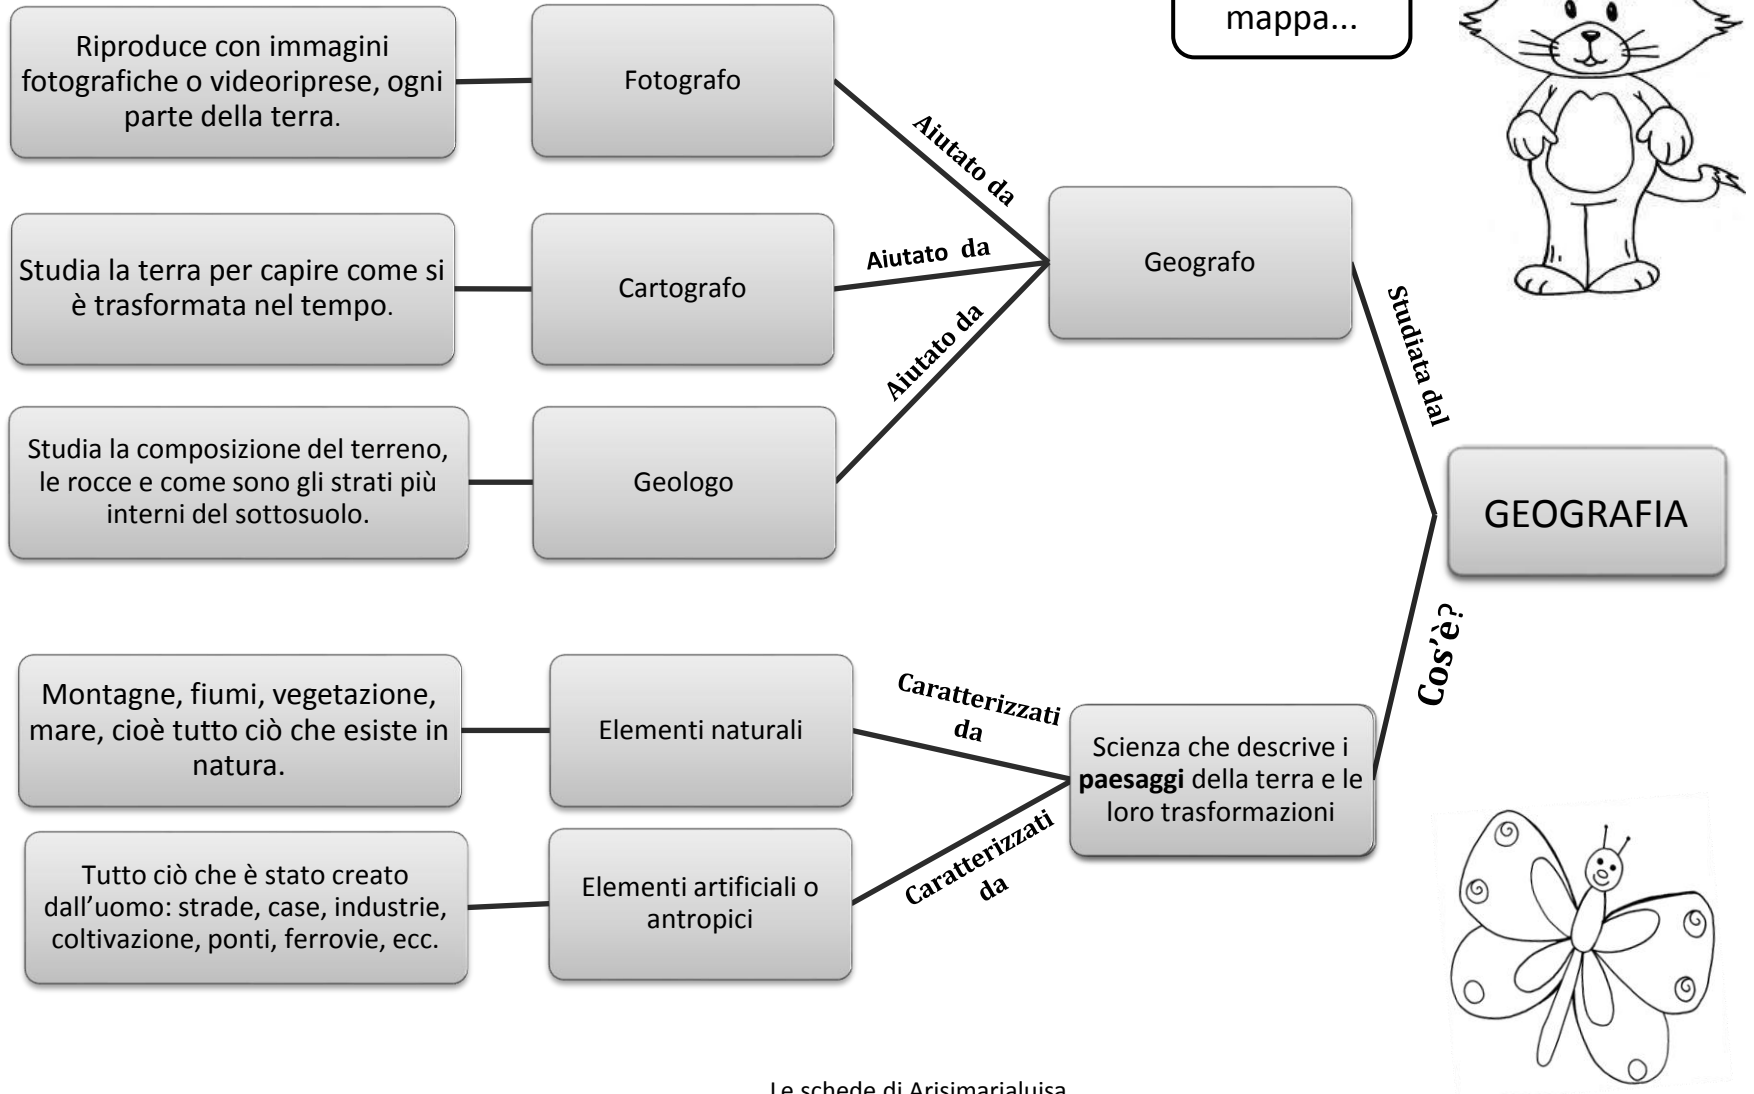 mappa...
Riproduce con immagini
fotografiche o videoriprese, ogni
parte della terra.
Fotografo
Aiutato da
Studia la terra per capire come si
è trasformata nel tempo.
Cartografo
Aiutato da
Geografo
Studia la composizione del terreno,
le rocce e come sono gli strati più
interni del sottosuolo.
Geologo
Aiutato da
Studiata dal
GEOGRAFIA
Cos'è?
Montagne, fiumi, vegetazione,
mare, cioè tutto ciò che esiste in
natura.
Elementi naturali
Caratterizzati
da
Scienza che descrive i
paesaggi della terra e le
loro trasformazioni
Tutto ciò che è stato creato
dall’uomo: strade, case, industrie,
coltivazione, ponti, ferrovie, ecc.
Elementi artificiali o
antropici
Caratterizzati
da
Le schede di Arisimarialuisa